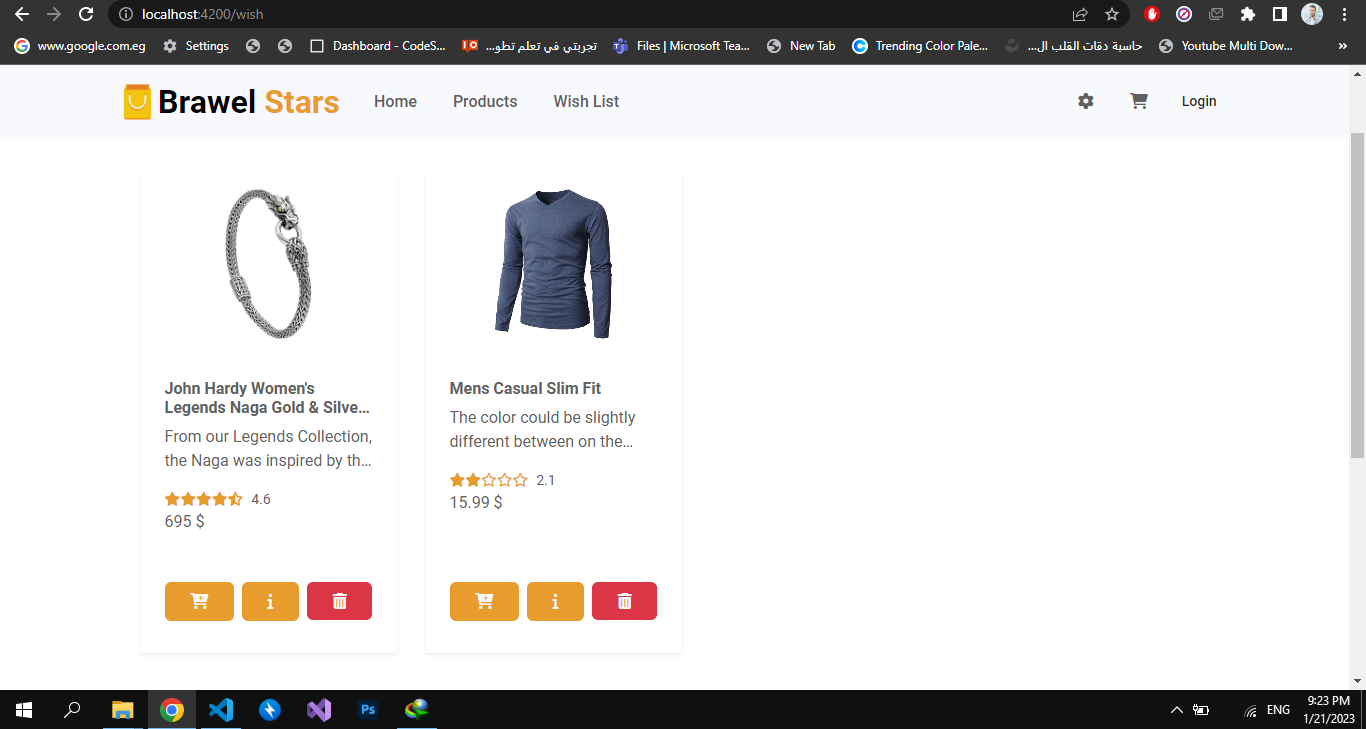 localhost:4200/wish
www.google.com.eg Settings Dashboard - CodeS... تجربتي في تعلم تطو... Files | Microsoft Tea... New Tab Trending Color Pale... حاسبة دقات القلب ال... Youtube Multi Dow... »
Brawel Stars Home Products Wish List Login
John Hardy Women's
Legends Naga Gold & Silve...
From our Legends Collection,
the Naga was inspired by th...
4.6
695 $
Mens Casual Slim Fit
The color could be slightly
different between on the...
2.1
15.99 $
Ps
ENG
9:23 PM
1/21/2023